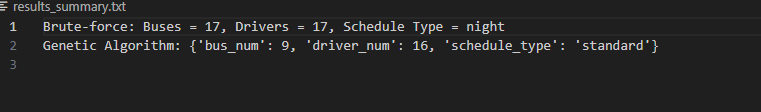 results_summary.txt
1 Brute-force: Buses = 17, Drivers = 17, Schedule Type = night
2 Genetic Algorithm: {'bus_num': 9, 'driver_num': 16, 'schedule_type': 'standard'}
3